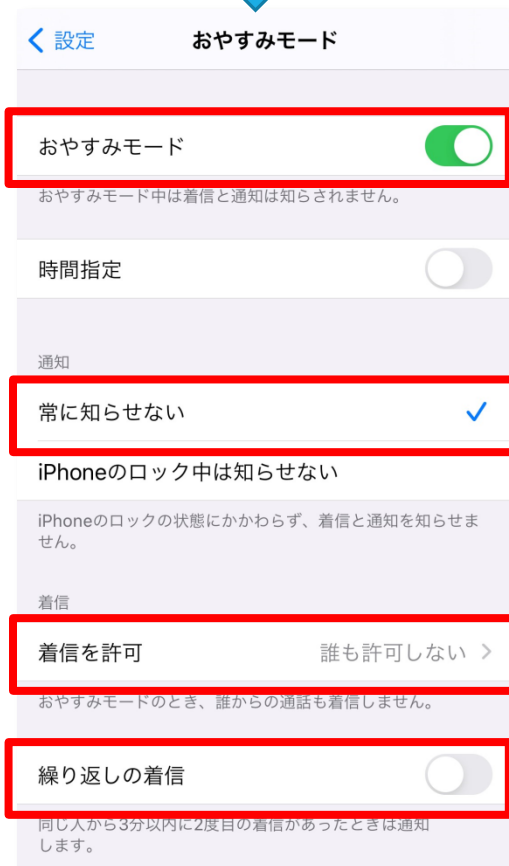 設定 おやすみモード
おやすみモード
おやすみモード中は着信と通知は知らされません。
時間指定
通知
常に知らせない
iPhoneのロック中は知らせない
iPhoneのロックの状態にかかわらず、着信と通知を知らせま
せん。
着信
着信を許可 誰も許可しない
おやすみモードのとき、誰からの通話も着信しません。
繰り返しの着信
同じ人から3分以内に2度目の着信があったときは通知
します。